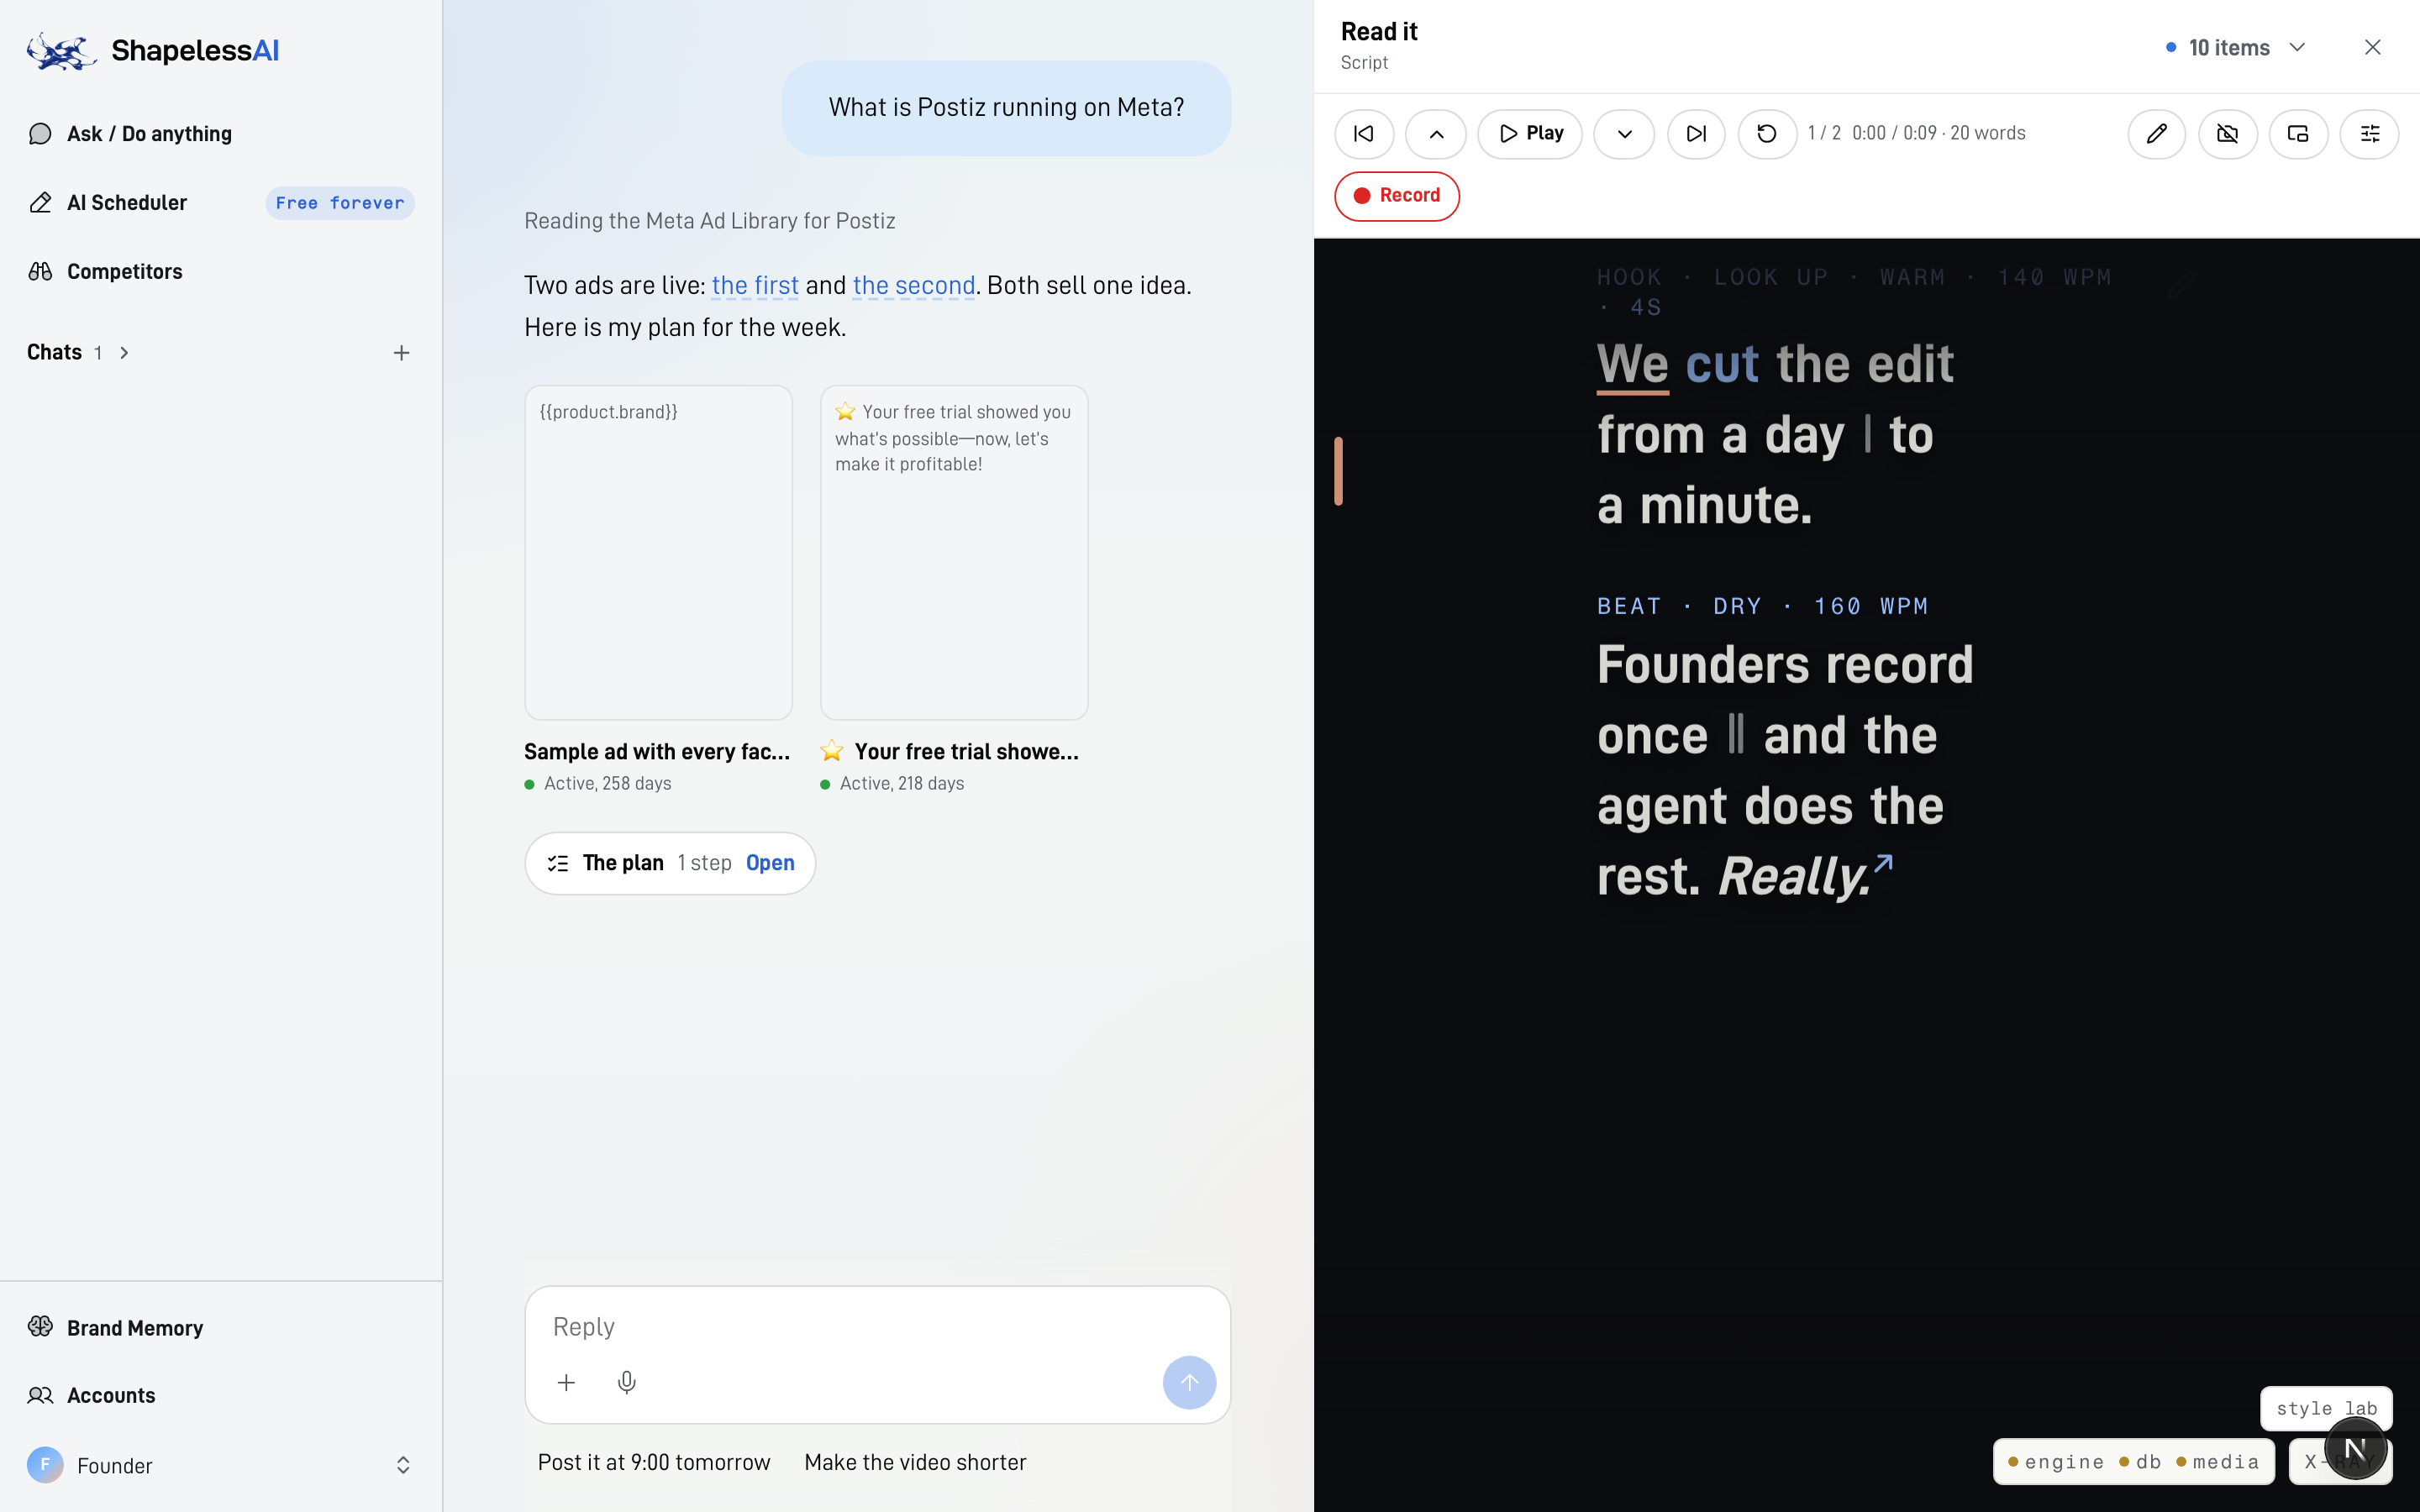 ShapelessAI
Ask / Do anything
AI Scheduler
Free forever
Competitors
Chats 1
Brand Memory
Accounts
F
Founder
What is Postiz running on Meta?
Reading the Meta Ad Library for Postiz
Two ads are live: the first and the second. Both sell one idea.
Here is my plan for the week.
{{product.brand}}
⭐ Your free trial showed you
what's possible—now, let's
make it profitable!
Sample ad with every fac...
Active, 258 days
⭐ Your free trial showe...
Active, 218 days
The plan 1 step Open
Reply
Post it at 9:00 tomorrow
Make the video shorter
Read it
Script
10 items
Play
1 / 2 0:00 / 0:09 · 20 words
Record
HOOK · LOOK UP · WARM · 140 WPM
· 4S
We cut the edit
from a day | to
a minute.
BEAT · DRY · 160 WPM
Founders record
once || and the
agent does the
rest. Really.↗
style lab
engine db media
X-RAY
N